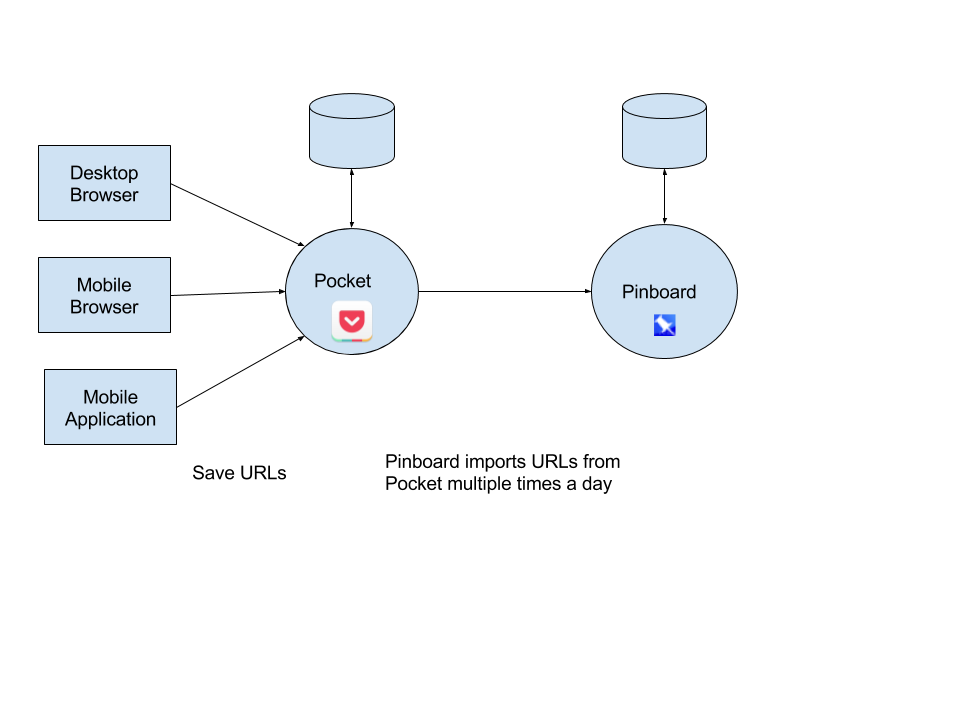 Desktop
Browser
Mobile
Browser
Mobile
Application
Pocket
Pinboard
Save URLs
Pinboard imports URLs from
Pocket multiple times a day